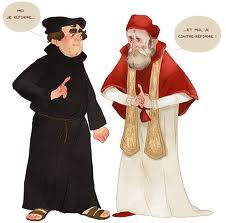 MOI
JE RÉFORME...
...ET MOI, JE
CONTRE-RÉFORME !